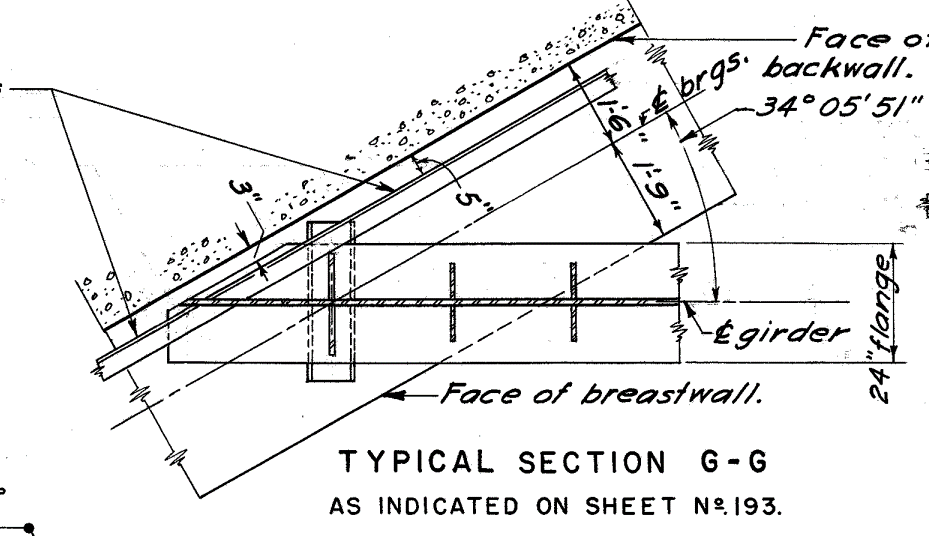 Face of
backwall.
℄ brgs.
34° 05' 51"
1'-6"
1'-9"
5"
3"
℄ girder
24" flange
Face of breastwall.
TYPICAL SECTION G-G
AS INDICATED ON SHEET Nº. 193.